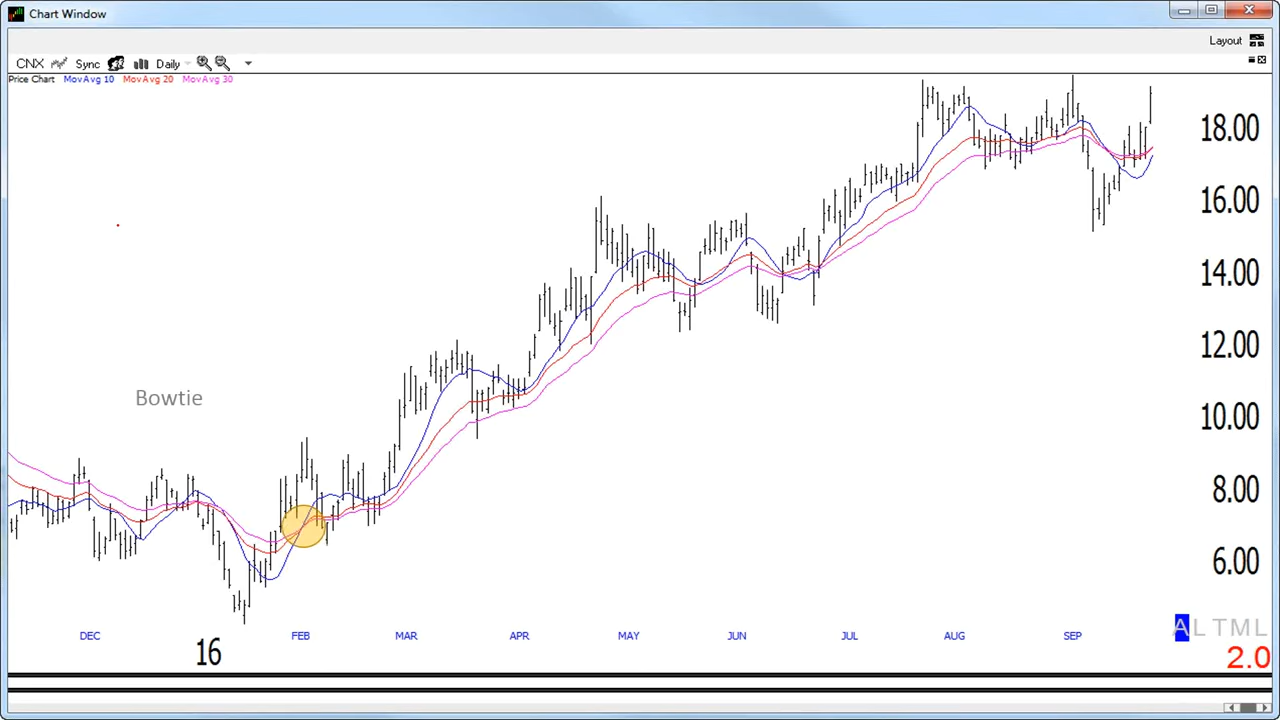 Chart Window
Layout
CNX Sync Daily
Price Chart MovAvg 10 MovAvg 20 MovAvg 30
18.00
16.00
14.00
12.00
Bowtie
10.00
8.00
6.00
DEC FEB MAR APR MAY JUN JUL AUG SEP
16
A L T M L
2.0